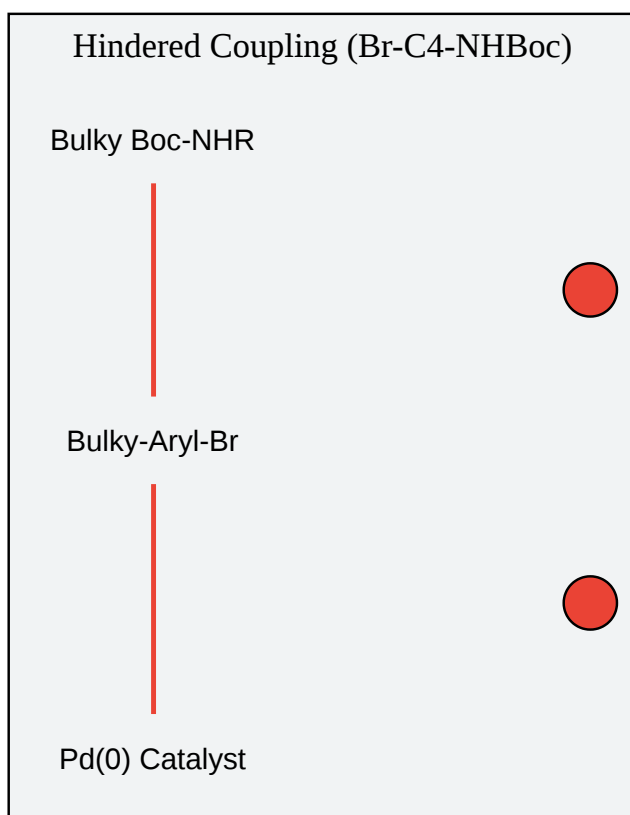 Hindered Coupling (Br-C4-NHBoc)
Bulky Boc-NHR
Bulky-Aryl-Br
Pd(0) Catalyst